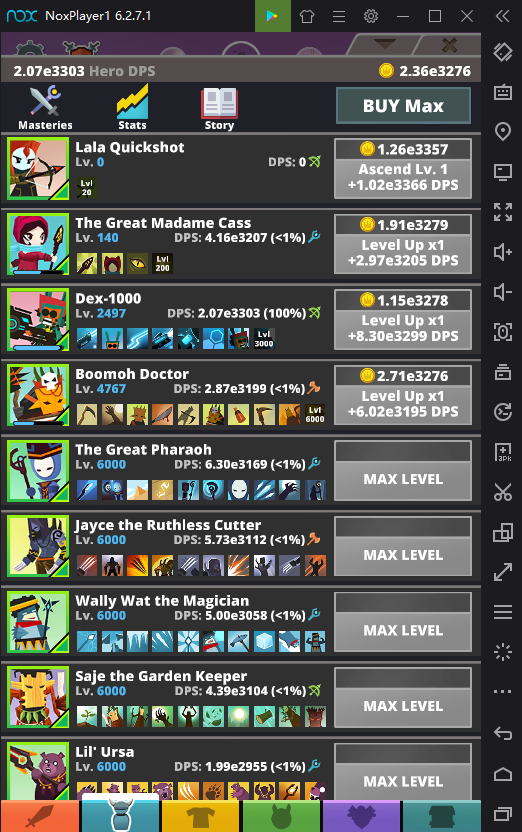 nox NoxPlayer1 6.2.7.1
2.07e3303 Hero DPS
2.36e3276
Masteries
Stats
Story
BUY Max
Lala Quickshot
Lv. 0
DPS: 0
Lvl 20
1.26e3357
Ascend Lv. 1
+1.02e3366 DPS
The Great Madame Cass
Lv. 140
DPS: 4.16e3207 (<1%)
Lvl 200
1.91e3279
Level Up x1
+2.97e3205 DPS
Dex-1000
Lv. 2497
DPS: 2.07e3303 (100%)
Lvl 3000
1.15e3278
Level Up x1
+8.30e3299 DPS
Boomoh Doctor
Lv. 4767
DPS: 2.87e3199 (<1%)
Lvl 6000
2.71e3276
Level Up x1
+6.02e3195 DPS
The Great Pharaoh
Lv. 6000
DPS: 6.30e3169 (<1%)
MAX LEVEL
Jayce the Ruthless Cutter
Lv. 6000
DPS: 5.73e3112 (<1%)
MAX LEVEL
Wally Wat the Magician
Lv. 6000
DPS: 5.00e3058 (<1%)
MAX LEVEL
Saje the Garden Keeper
Lv. 6000
DPS: 4.39e3104 (<1%)
MAX LEVEL
Lil' Ursa
Lv. 6000
DPS: 1.99e2955 (<1%)
MAX LEVEL